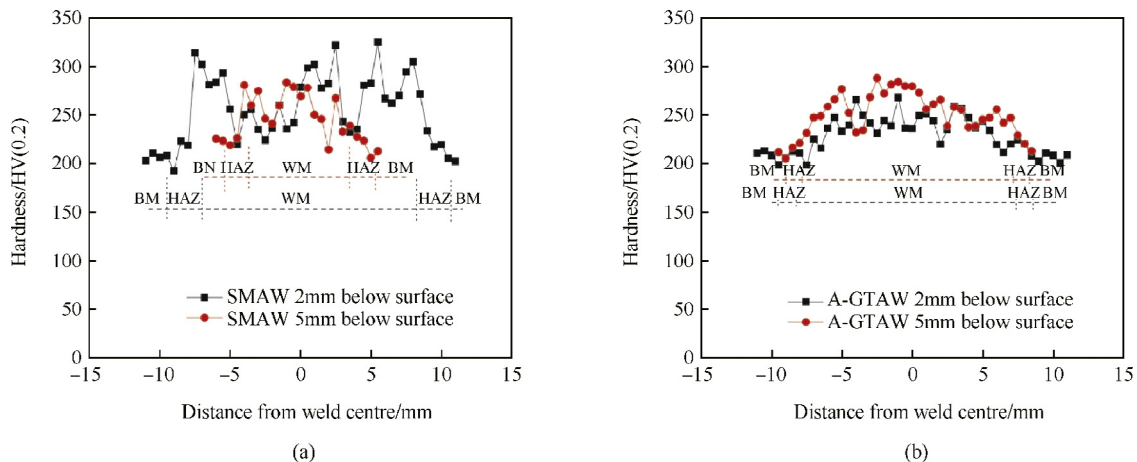 350
300
250
200
150
100
50
0
Hardness/HV(0.2)
BN HAZ WM HAZ BM
BM HAZ WM HAZ BM
SMAW 2mm below surface
SMAW 5mm below surface
−15 −10 −5 0 5 10 15
Distance from weld centre/mm
(a)
350
300
250
200
150
100
50
0
Hardness/HV(0.2)
BM HAZ WM HAZ BM
BM HAZ WM HAZ BM
A-GTAW 2mm below surface
A-GTAW 5mm below surface
−15 −10 −5 0 5 10 15
Distance from weld centre/mm
(b)